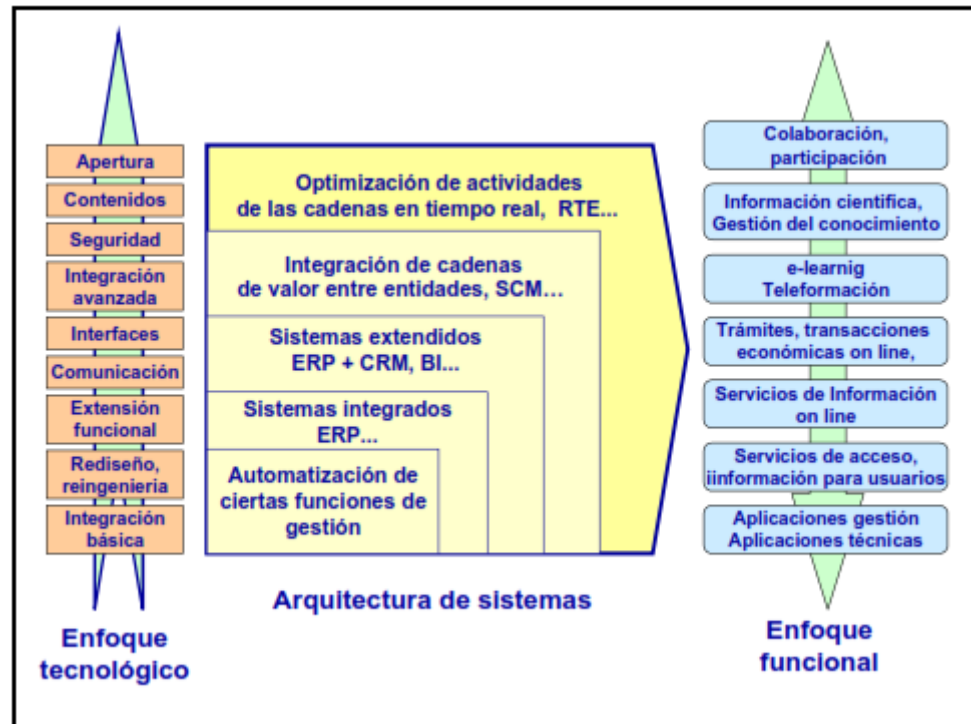 Apertura
Contenidos
Seguridad
Integración
avanzada
Interfaces
Comunicación
Extensión
funcional
Rediseño,
reingenieria
Integración
básica
Enfoque
tecnológico
Optimización de actividades
de las cadenas en tiempo real, RTE...
Integración de cadenas
de valor entre entidades, SCM...
Sistemas extendidos
ERP + CRM, BI...
Sistemas integrados
ERP...
Automatización de
ciertas funciones de
gestión
Arquitectura de sistemas
Colaboración,
participación
Información científica,
Gestión del conocimiento
e-learnig
Teleformación
Trámites, transacciones
económicas on line,
Servicios de Información
on line
Servicios de acceso,
iinformación para usuarios
Aplicaciones gestión
Aplicaciones técnicas
Enfoque
funcional